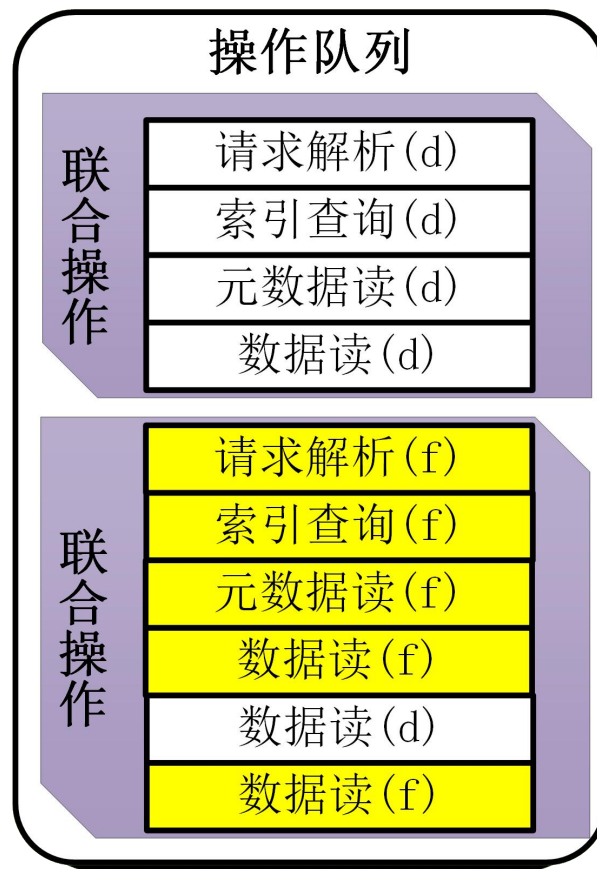 操作队列
联合操作
请求解析(d)
索引查询(d)
元数据读(d)
数据读(d)
联合操作
请求解析(f)
索引查询(f)
元数据读(f)
数据读(f)
数据读(d)
数据读(f)